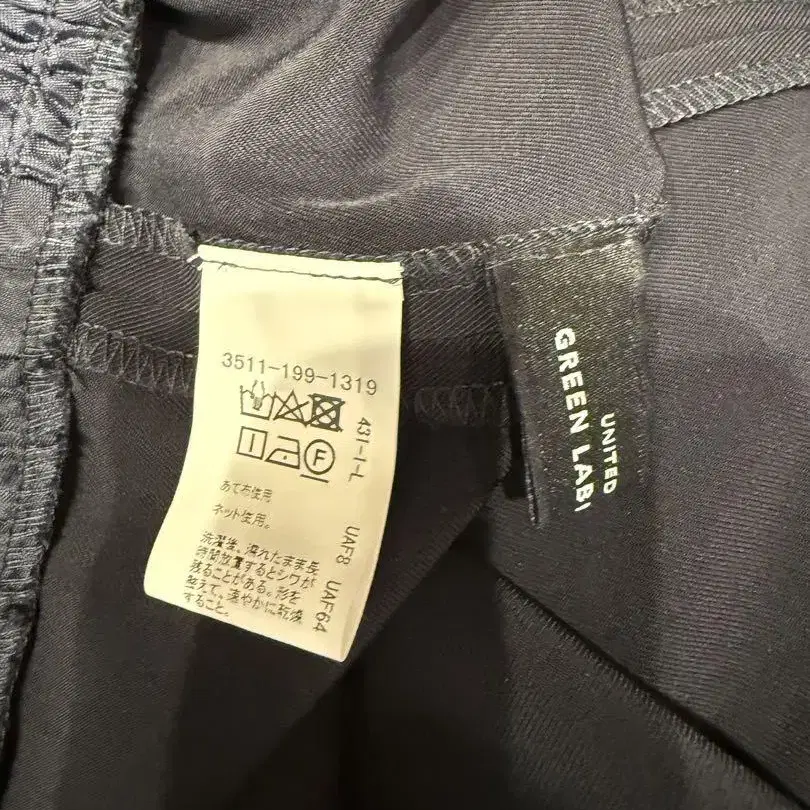 3511-199-1319
F
431-1-L
あて布使用
ネット使用。
洗濯後、濡れたまま長
時間放置するとシワが
残ることがある。形を
整えて、速やかに乾燥
すること。
UAF8 UAF64
UNITED
GREEN LAB